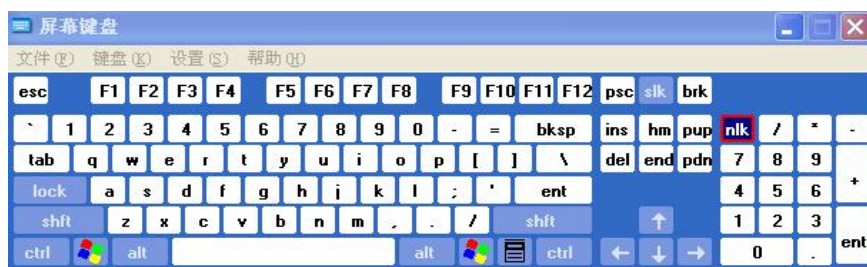 屏幕键盘
文件(F) 键盘(K) 设置(S) 帮助(H)
esc F1 F2 F3 F4 F5 F6 F7 F8 F9 F10 F11 F12 psc slk brk
` 1 2 3 4 5 6 7 8 9 0 - = bksp ins hm pup nlk / * -
tab q w e r t y u i o p [ ] \ del end pdn 7 8 9 +
lock a s d f g h j k l ; ' ent 4 5 6
shft z x c v b n m , . / shft ↑ 1 2 3 ent
ctrl alt alt ctrl ← ↓ → 0 .